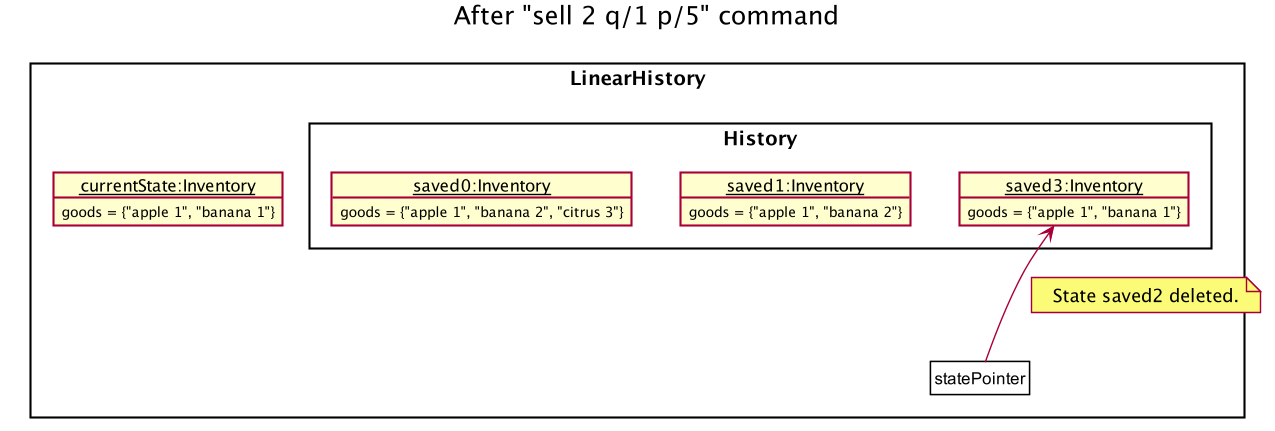 After "sell 2 q/1 p/5" command
LinearHistory
History
currentState:Inventory
goods = {"apple 1", "banana 1"}
saved0:Inventory
goods = {"apple 1", "banana 2", "citrus 3"}
saved1:Inventory
goods = {"apple 1", "banana 2"}
saved3:Inventory
goods = {"apple 1", "banana 1"}
State saved2 deleted.
statePointer